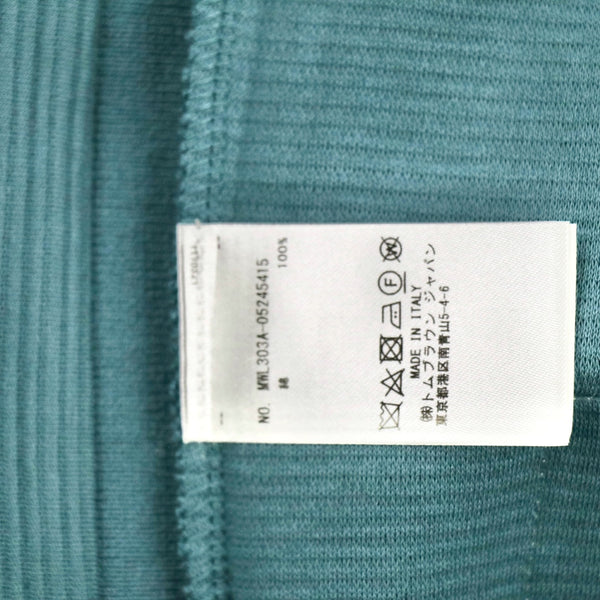 NO. MWL303A-05245415
綿 100%
MADE IN ITALY
㈱トムブラウン ジャパン
東京都港区南青山5-4-6